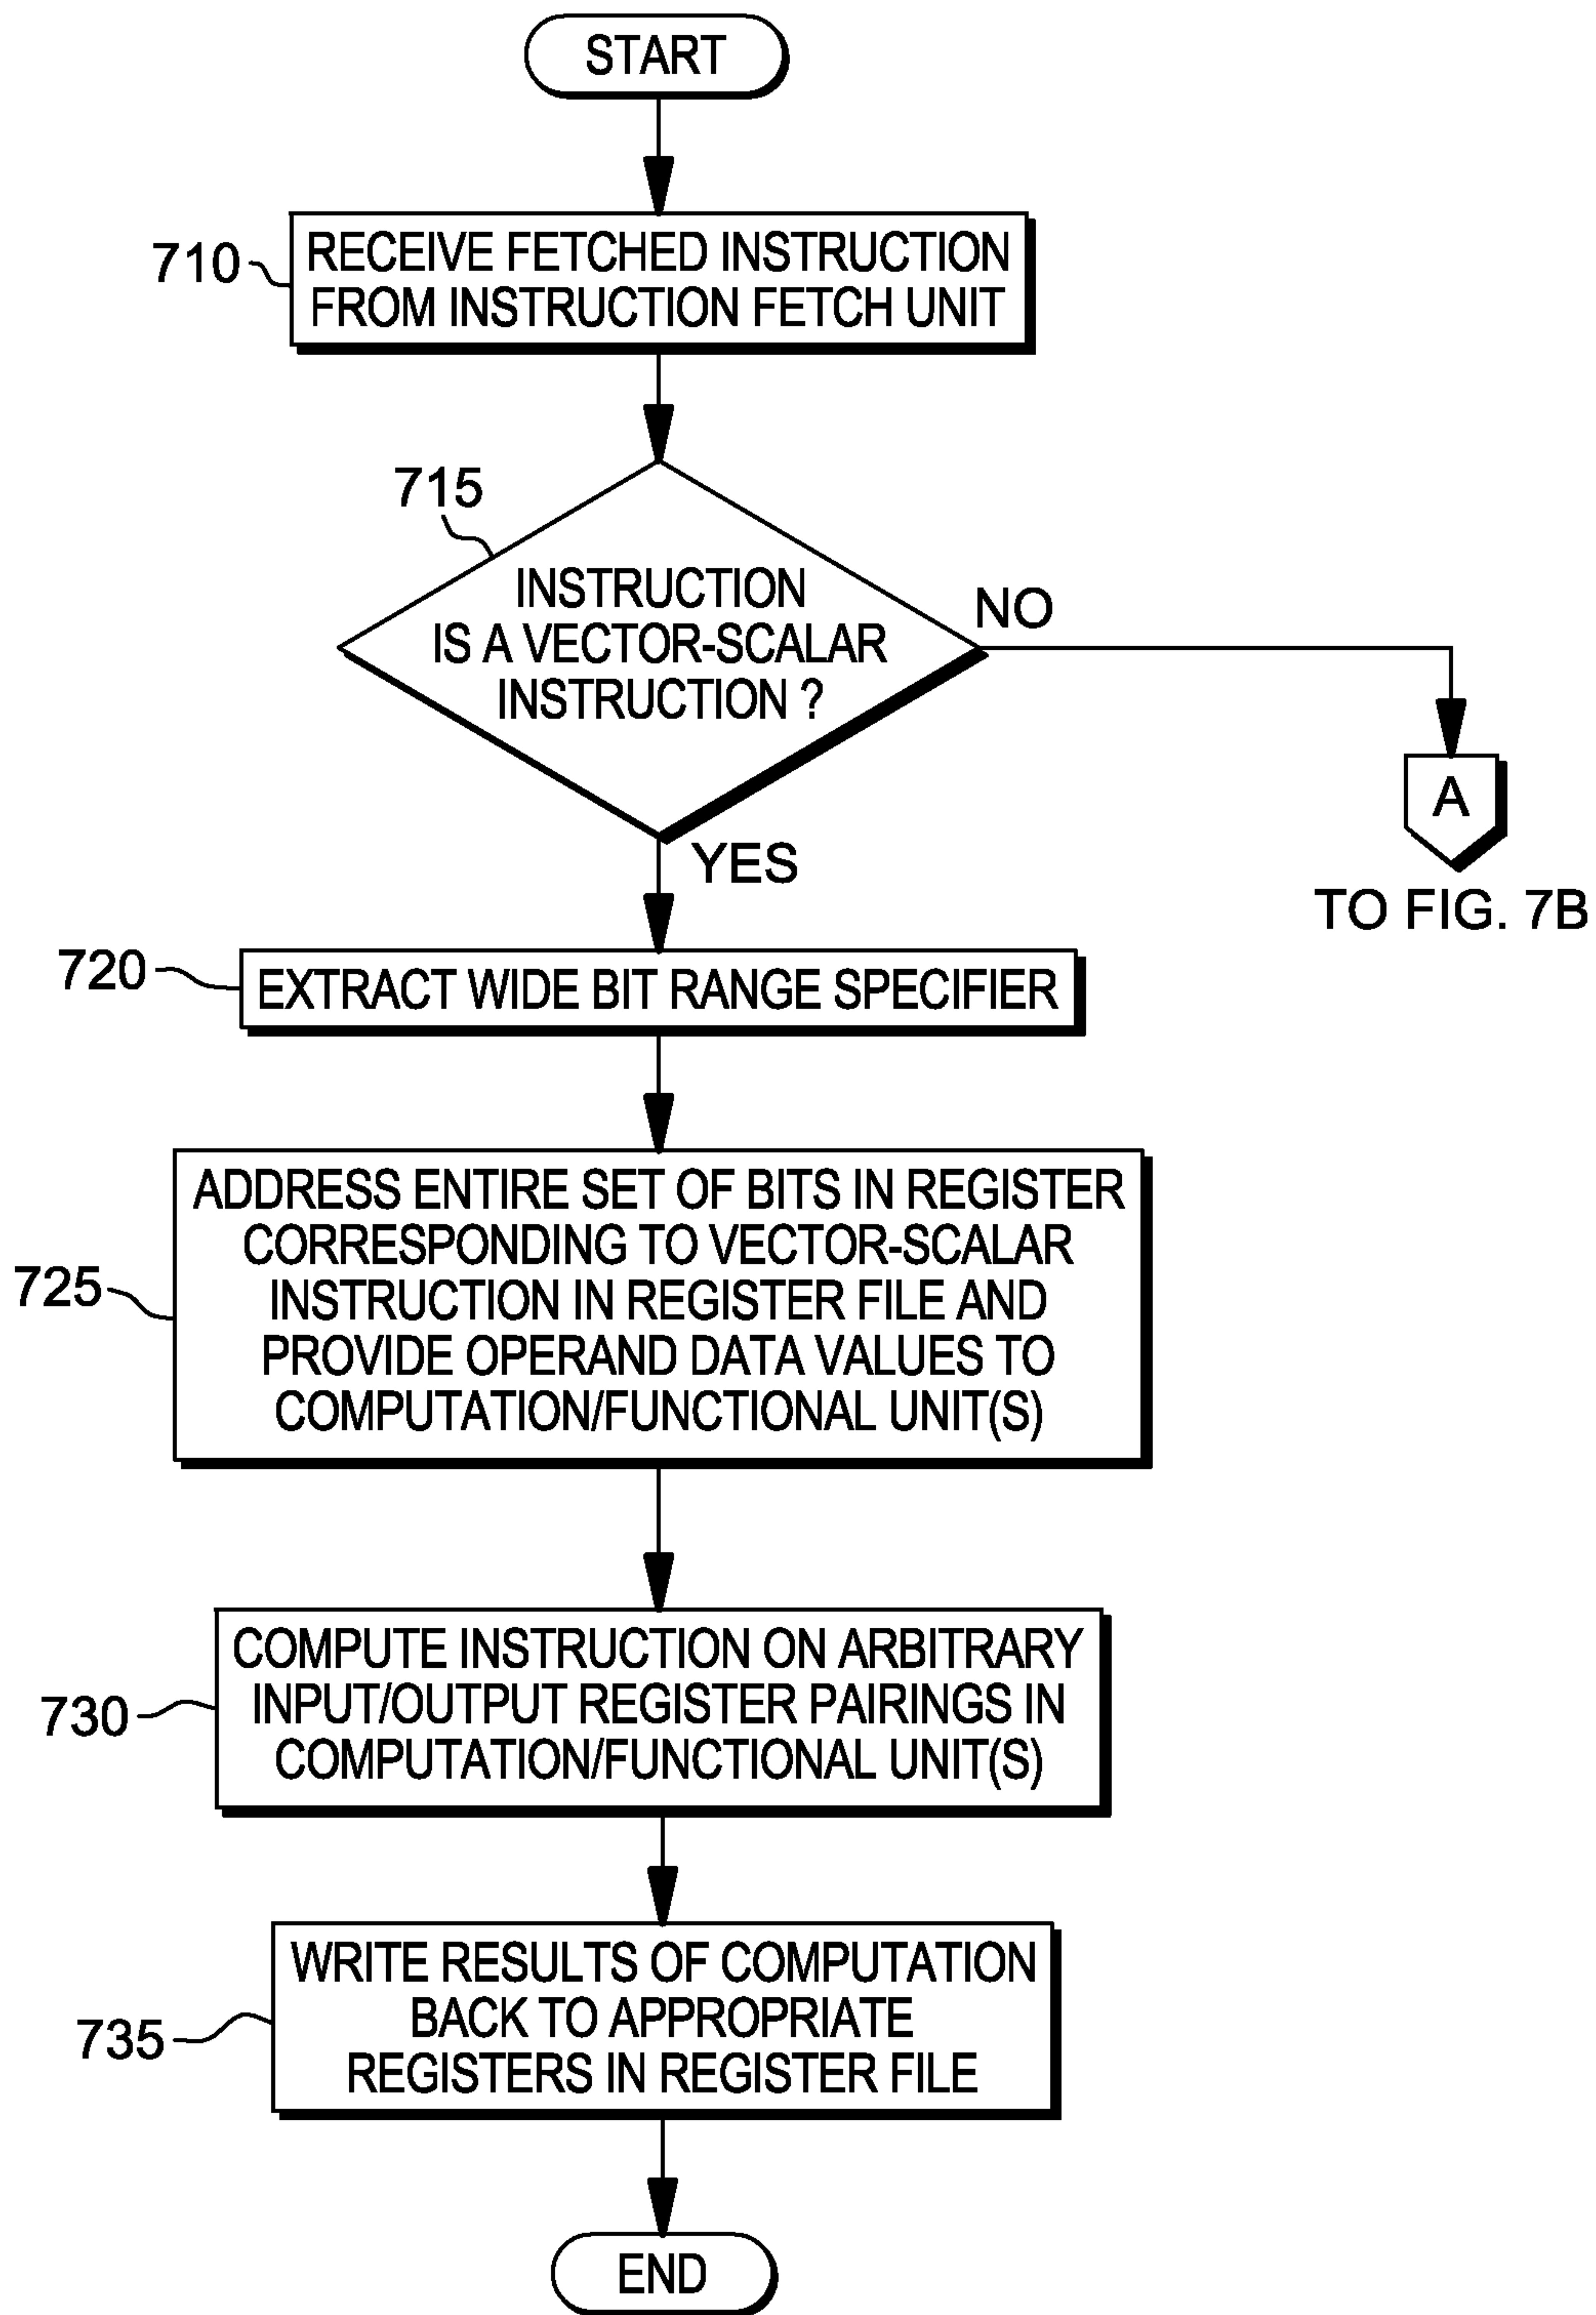 START
710
RECEIVE FETCHED INSTRUCTION
FROM INSTRUCTION FETCH UNIT
715
INSTRUCTION
IS A VECTOR-SCALAR
INSTRUCTION ?
NO
A
TO FIG. 7B
YES
720
EXTRACT WIDE BIT RANGE SPECIFIER
725
ADDRESS ENTIRE SET OF BITS IN REGISTER
CORRESPONDING TO VECTOR-SCALAR
INSTRUCTION IN REGISTER FILE AND
PROVIDE OPERAND DATA VALUES TO
COMPUTATION/FUNCTIONAL UNIT(S)
730
COMPUTE INSTRUCTION ON ARBITRARY
INPUT/OUTPUT REGISTER PAIRINGS IN
COMPUTATION/FUNCTIONAL UNIT(S)
735
WRITE RESULTS OF COMPUTATION
BACK TO APPROPRIATE
REGISTERS IN REGISTER FILE
END